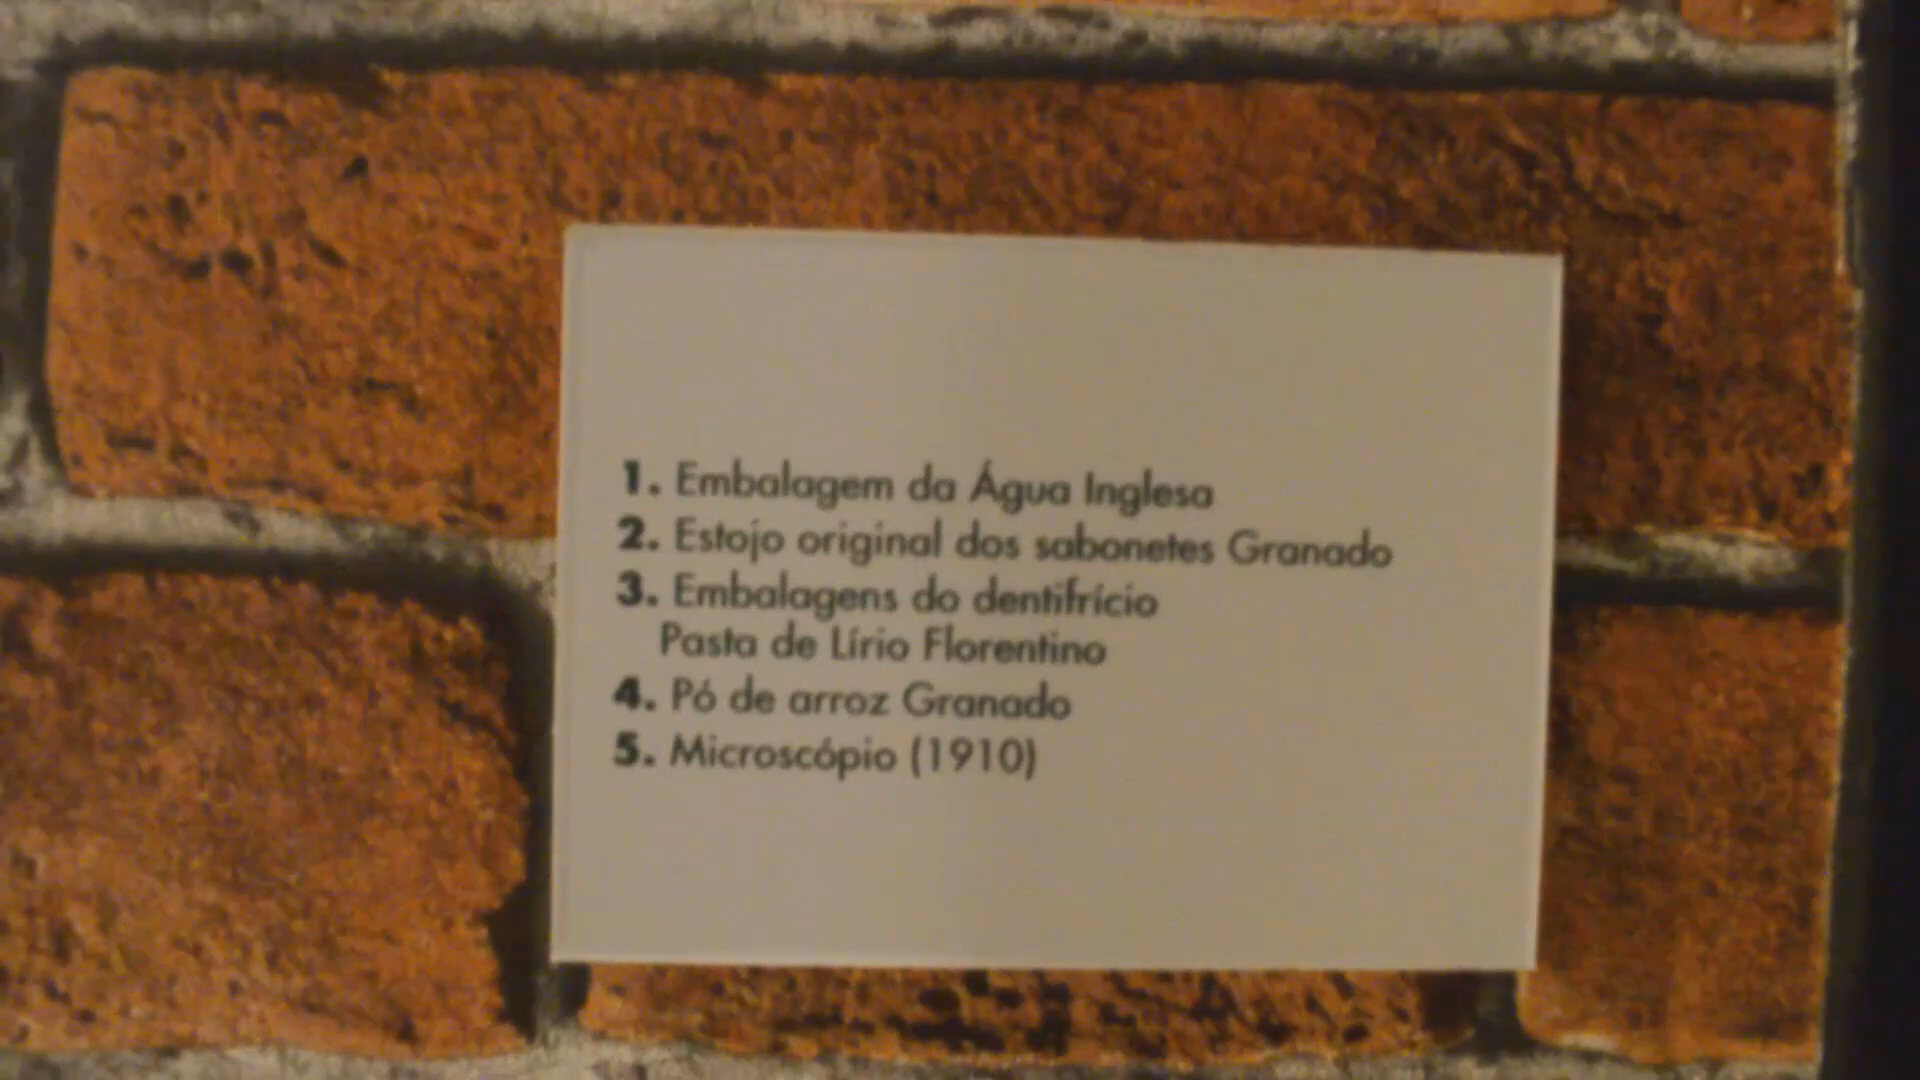 1. Embalagem da Água Inglesa
2. Estojo original dos sabonetes Granado
3. Embalagens do dentifrício
Pasta de Lírio Florentino
4. Pó de arroz Granado
5. Microscópio (1910)